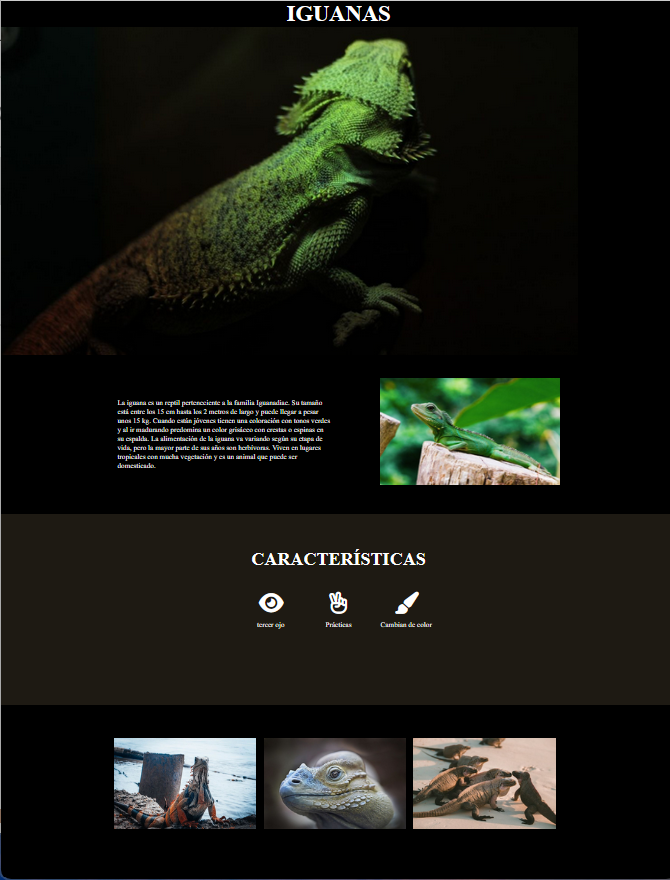 IGUANAS
La iguana es un reptil perteneciente a la familia Iguanadiae. Su tamaño
está entre los 15 cm hasta los 2 metros de largo y puede llegar a pesar
unos 15 kg. Cuando están jóvenes tienen una coloración con tonos verdes
y al ir madurando predomina un color grisáceo con crestas o espinas en
su espalda. La alimentación de la iguana va variando según su etapa de
vida, pero la mayor parte de sus años son herbívoros. Viven en lugares
tropicales con mucha vegetación y es un animal que puede ser
domesticado.
CARACTERÍSTICAS
tercer ojo
Prácticas
Cambian de color